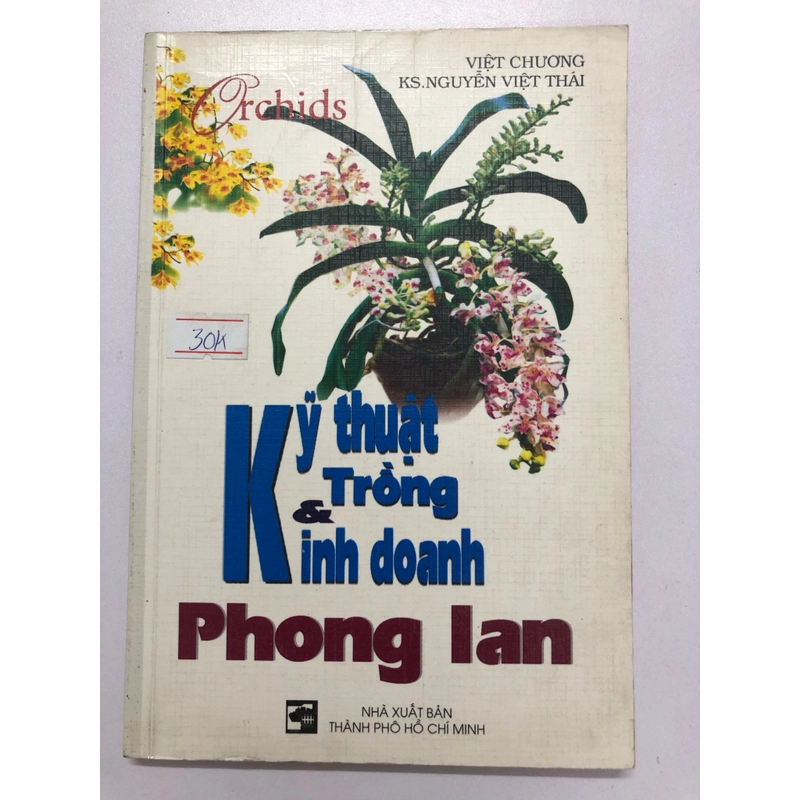 VIỆT CHƯƠNG
KS.NGUYỄN VIỆT THÁI
Orchids
30K
Kỹ thuật
Trồng
& Kinh doanh
Phong lan
NHÀ XUẤT BẢN
THÀNH PHỐ HỒ CHÍ MINH